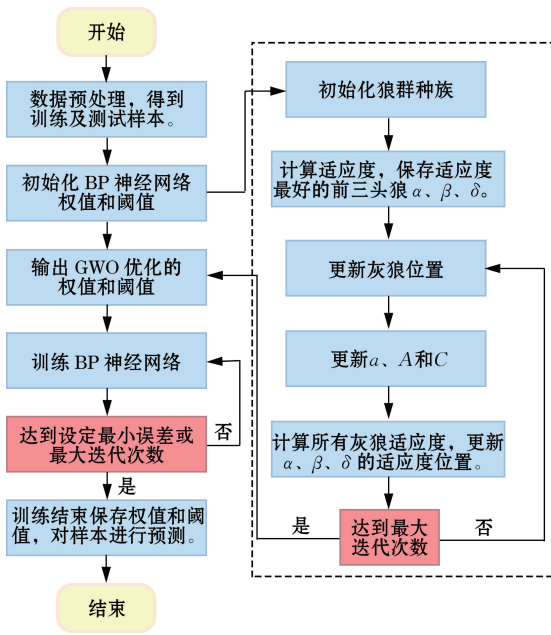 开始
数据预处理，得到
训练及测试样本。
初始化 BP 神经网络
权值和阈值
输出 GWO 优化的
权值和阈值
训练 BP 神经网络
达到设定最小误差或
最大迭代次数
否
是
训练结束保存权值和阈
值，对样本进行预测。
结束
初始化狼群种族
计算适应度，保存适应度
最好的前三头狼 α、β、δ。
更新灰狼位置
更新a、A和C
计算所有灰狼适应度，更新
α、β、δ 的适应度位置。
达到最大
迭代次数
是
否